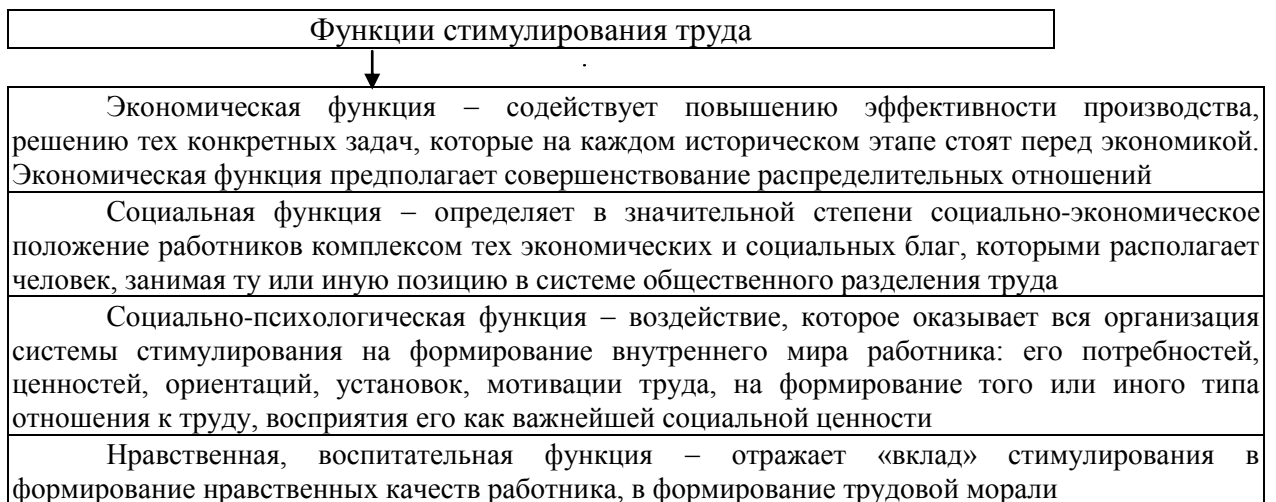 Функции стимулирования труда
Экономическая функция – содействует повышению эффективности производства,
решению тех конкретных задач, которые на каждом историческом этапе стоят перед экономикой.
Экономическая функция предполагает совершенствование распределительных отношений
Социальная функция – определяет в значительной степени социально-экономическое
положение работников комплексом тех экономических и социальных благ, которыми располагает
человек, занимая ту или иную позицию в системе общественного разделения труда
Социально-психологическая функция – воздействие, которое оказывает вся организация
системы стимулирования на формирование внутреннего мира работника: его потребностей,
ценностей, ориентаций, установок, мотивации труда, на формирование того или иного типа
отношения к труду, восприятия его как важнейшей социальной ценности
Нравственная, воспитательная функция – отражает «вклад» стимулирования в
формирование нравственных качеств работника, в формирование трудовой морали